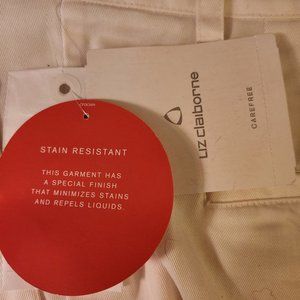 STAIN RESISTANT
THIS GARMENT HAS
A SPECIAL FINISH
THAT MINIMIZES STAINS
AND REPELS LIQUIDS.
LIZ CLAIBORNE
CAREFREE